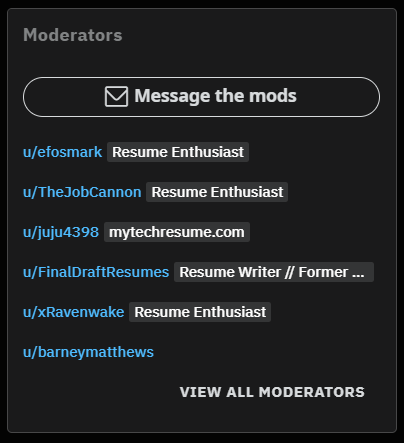 Moderators
Message the mods
u/efosmark Resume Enthusiast
u/TheJobCannon Resume Enthusiast
u/juju4398 mytechresume.com
u/FinalDraftResumes Resume Writer // Former ...
u/xRavenwake Resume Enthusiast
u/barneymatthews
VIEW ALL MODERATORS